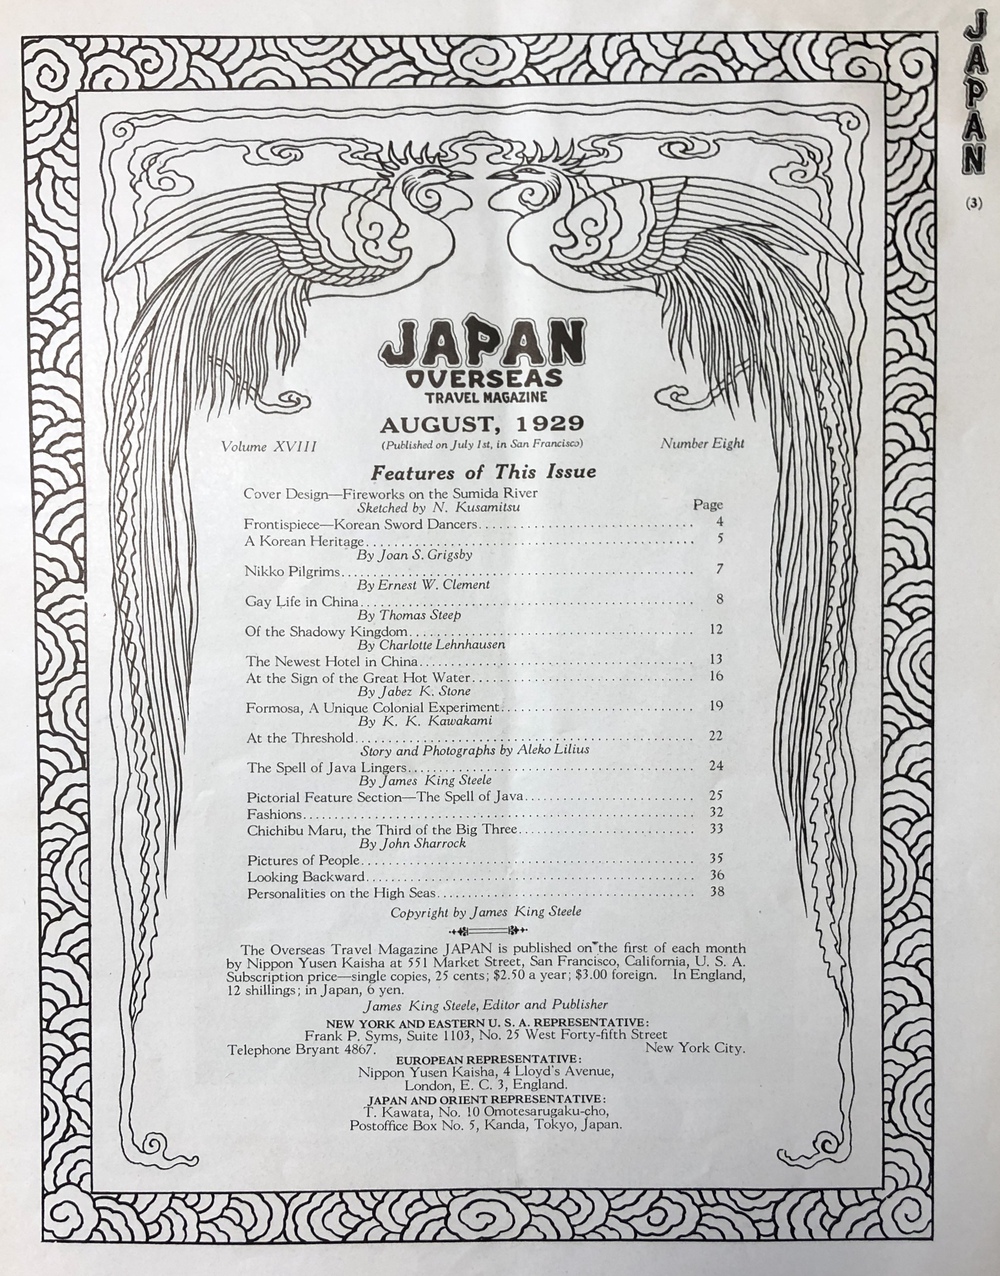 JAPAN
(3)
JAPAN
OVERSEAS
TRAVEL MAGAZINE
AUGUST, 1929
Volume XVIII (Published on July 1st, in San Francisco) Number Eight
Features of This Issue
Cover Design—Fireworks on the Sumida River
Sketched by N. Kusamitsu Page
Frontispiece—Korean Sword Dancers 4
A Korean Heritage 5
By Joan S. Grigsby
Nikko Pilgrims 7
By Ernest W. Clement
Gay Life in China 8
By Thomas Steep
Of the Shadowy Kingdom 12
By Charlotte Lehnhausen
The Newest Hotel in China 13
At the Sign of the Great Hot Water 16
By Jabez K. Stone
Formosa, A Unique Colonial Experiment 19
By K. K. Kawakami
At the Threshold 22
Story and Photographs by Aleko Lilius
The Spell of Java Lingers 24
By James King Steele
Pictorial Feature Section—The Spell of Java 25
Fashions 32
Chichibu Maru, the Third of the Big Three 33
By John Sharrock
Pictures of People 35
Looking Backward 36
Personalities on the High Seas 38
Copyright by James King Steele
The Overseas Travel Magazine JAPAN is published on the first of each month
by Nippon Yusen Kaisha at 551 Market Street, San Francisco, California, U. S. A.
Subscription price—single copies, 25 cents; $2.50 a year; $3.00 foreign. In England,
12 shillings; in Japan, 6 yen.
James King Steele, Editor and Publisher
NEW YORK AND EASTERN U. S. A. REPRESENTATIVE:
Frank P. Syms, Suite 1103, No. 25 West Forty-fifth Street
Telephone Bryant 4867. New York City.
EUROPEAN REPRESENTATIVE:
Nippon Yusen Kaisha, 4 Lloyd's Avenue,
London, E. C. 3, England.
JAPAN AND ORIENT REPRESENTATIVE:
T. Kawata, No. 10 Omotesarugaku-cho,
Postoffice Box No. 5, Kanda, Tokyo, Japan.